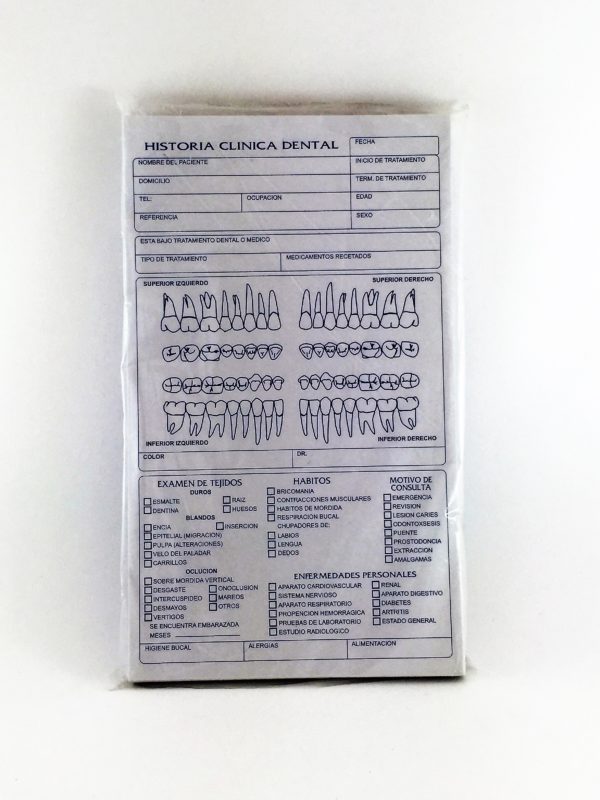 HISTORIA CLINICA DENTAL
FECHA
NOMBRE DEL PACIENTE
INICIO DE TRATAMIENTO
DOMICILIO
TERM. DE TRATAMIENTO
TEL:
OCUPACION
EDAD
REFERENCIA
SEXO
ESTA BAJO TRATAMIENTO DENTAL O MEDICO
TIPO DE TRATAMIENTO
MEDICAMENTOS RECETADOS
SUPERIOR IZQUIERDO
SUPERIOR DERECHO
INFERIOR IZQUIERDO
INFERIOR DERECHO
COLOR
DR.
EXAMEN DE TEJIDOS
DUROS
ESMALTE
RAIZ
DENTINA
HUESOS
BLANDOS
ENCIA
INSERCION
EPITELIAL (MIGRACION)
PULPA (ALTERACIONES)
VELO DEL PALADAR
CARRILLOS
OCLUCION
SOBRE MORDIDA VERTICAL
DESGASTE
ONOCLUSION
INTERCUSPIDEO
MAREOS
DESMAYOS
OTROS
VERTIGOS
SE ENCUENTRA EMBARAZADA
MESES
HABITOS
BRICOMANIA
CONTRACCIONES MUSCULARES
HABITOS DE MORDIDA
RESPIRACION BUCAL
CHUPADORES DE:
LABIOS
LENGUA
DEDOS
MOTIVO DE
CONSULTA
EMERGENCIA
REVISION
LESION CARIES
ODONTOXSESIS
PUENTE
PROSTODONCIA
EXTRACCION
AMALGAMAS
ENFERMEDADES PERSONALES
APARATO CARDIOVASCULAR
RENAL
SISTEMA NERVIOSO
APARATO DIGESTIVO
APARATO RESPIRATORIO
DIABETES
PROPENCION HEMORRAGICA
ARTRITIS
PRUEBAS DE LABORATORIO
ESTADO GENERAL
ESTUDIO RADIOLOGICO
HIGIENE BUCAL
ALERGIAS
ALIMENTACION